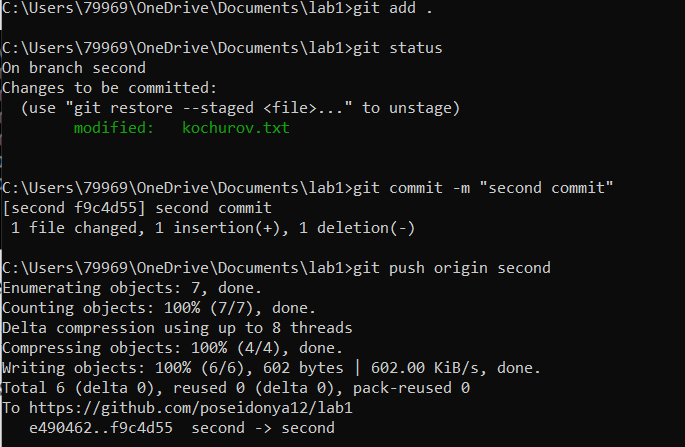 C:\Users\79969\OneDrive\Documents\lab1>git add .
C:\Users\79969\OneDrive\Documents\lab1>git status
On branch second
Changes to be committed:
  (use "git restore --staged <file>..." to unstage)
        modified:   kochurov.txt
C:\Users\79969\OneDrive\Documents\lab1>git commit -m "second commit"
[second f9c4d55] second commit
 1 file changed, 1 insertion(+), 1 deletion(-)
C:\Users\79969\OneDrive\Documents\lab1>git push origin second
Enumerating objects: 7, done.
Counting objects: 100% (7/7), done.
Delta compression using up to 8 threads
Compressing objects: 100% (4/4), done.
Writing objects: 100% (6/6), 602 bytes | 602.00 KiB/s, done.
Total 6 (delta 0), reused 0 (delta 0), pack-reused 0
To https://github.com/poseidonya12/lab1
   e490462..f9c4d55  second -> second